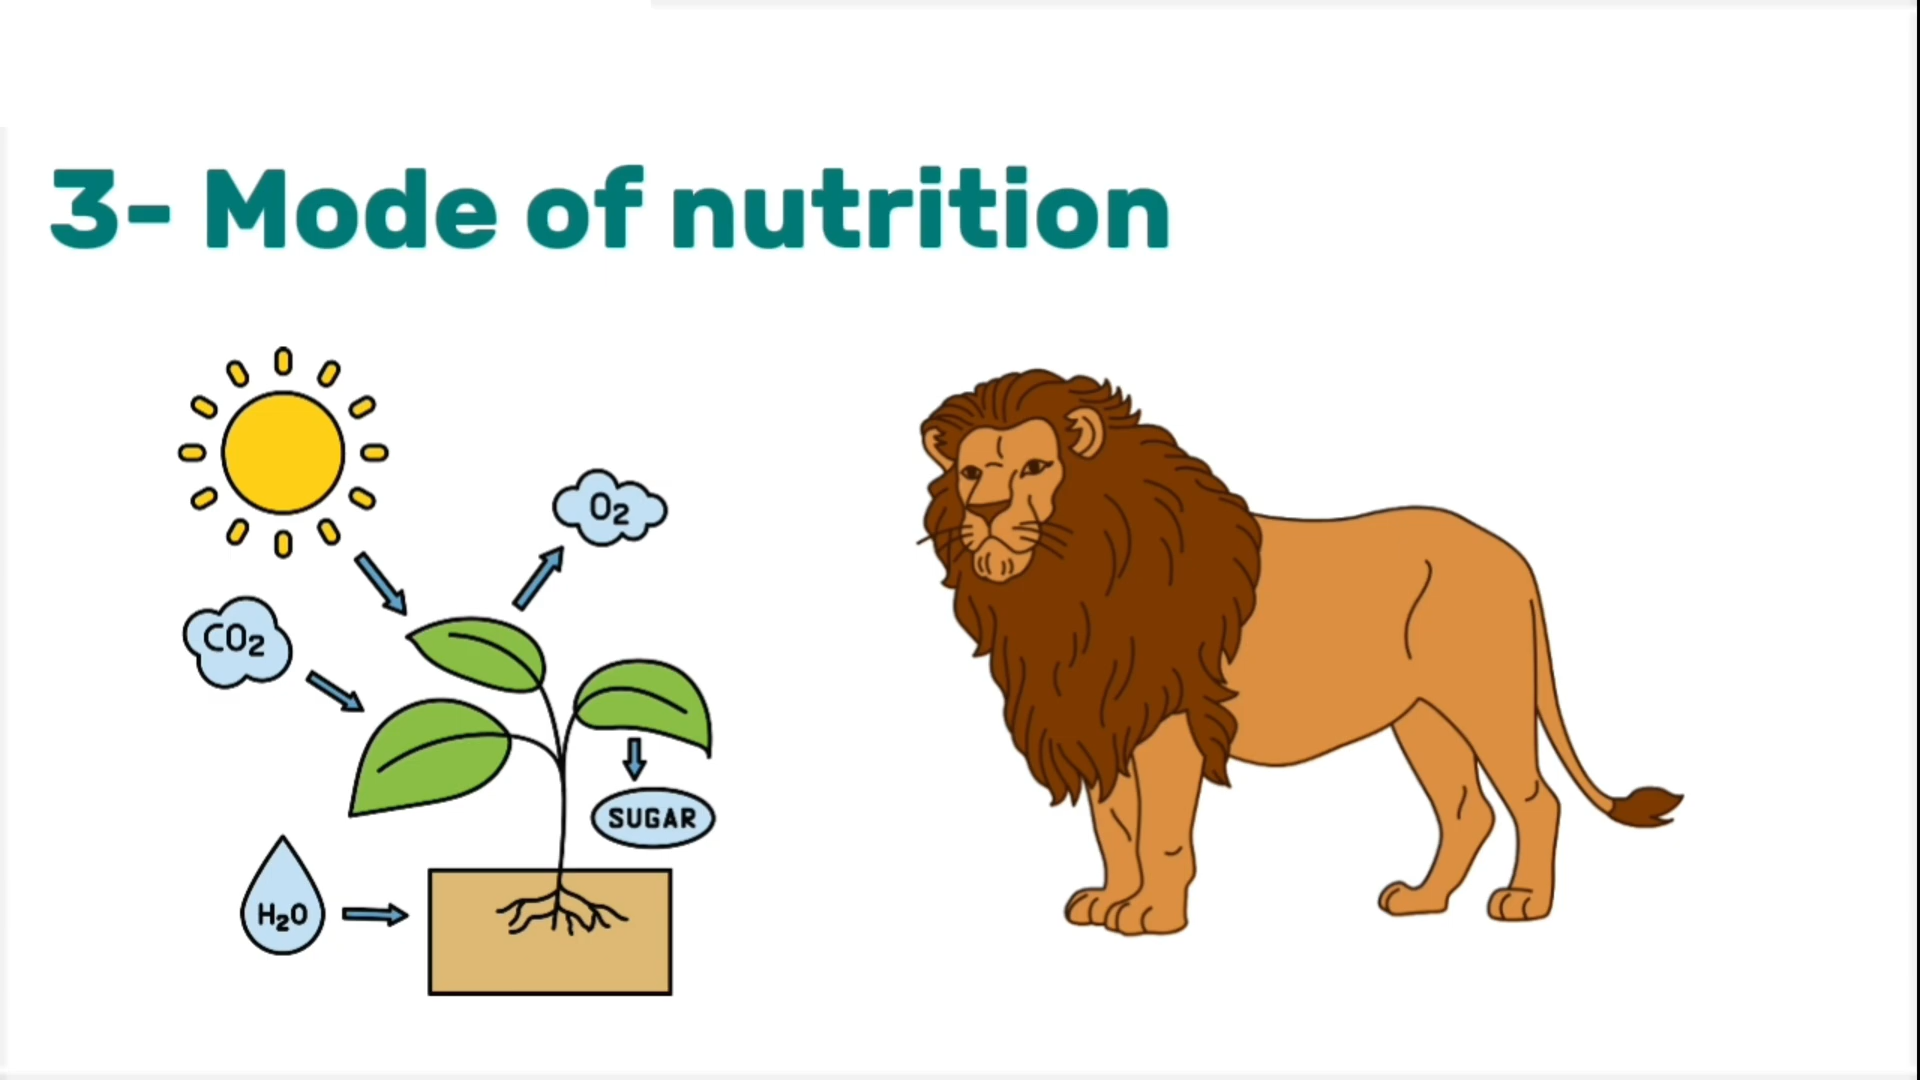 3- Mode of nutrition
O2
CO2
SUGAR
H2O